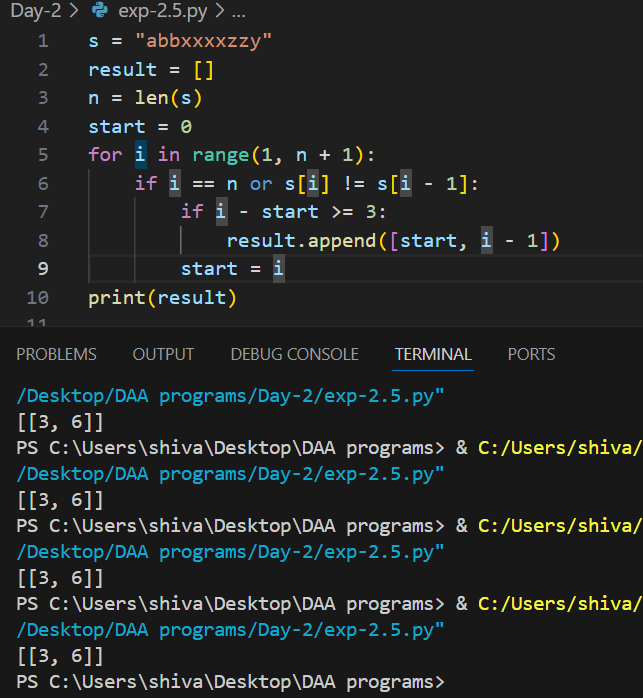 Day-2 > exp-2.5.py > ...
1 s = "abbxxxxzzy"
2 result = []
3 n = len(s)
4 start = 0
5 for i in range(1, n + 1):
6     if i == n or s[i] != s[i - 1]:
7         if i - start >= 3:
8             result.append([start, i - 1])
9         start = i
10 print(result)
11
PROBLEMS OUTPUT DEBUG CONSOLE TERMINAL PORTS
/Desktop/DAA programs/Day-2/exp-2.5.py"
[[3, 6]]
PS C:\Users\shiva\Desktop\DAA programs> & C:/Users/shiva/
/Desktop/DAA programs/Day-2/exp-2.5.py"
[[3, 6]]
PS C:\Users\shiva\Desktop\DAA programs> & C:/Users/shiva/
/Desktop/DAA programs/Day-2/exp-2.5.py"
[[3, 6]]
PS C:\Users\shiva\Desktop\DAA programs> & C:/Users/shiva/
/Desktop/DAA programs/Day-2/exp-2.5.py"
[[3, 6]]
PS C:\Users\shiva\Desktop\DAA programs>